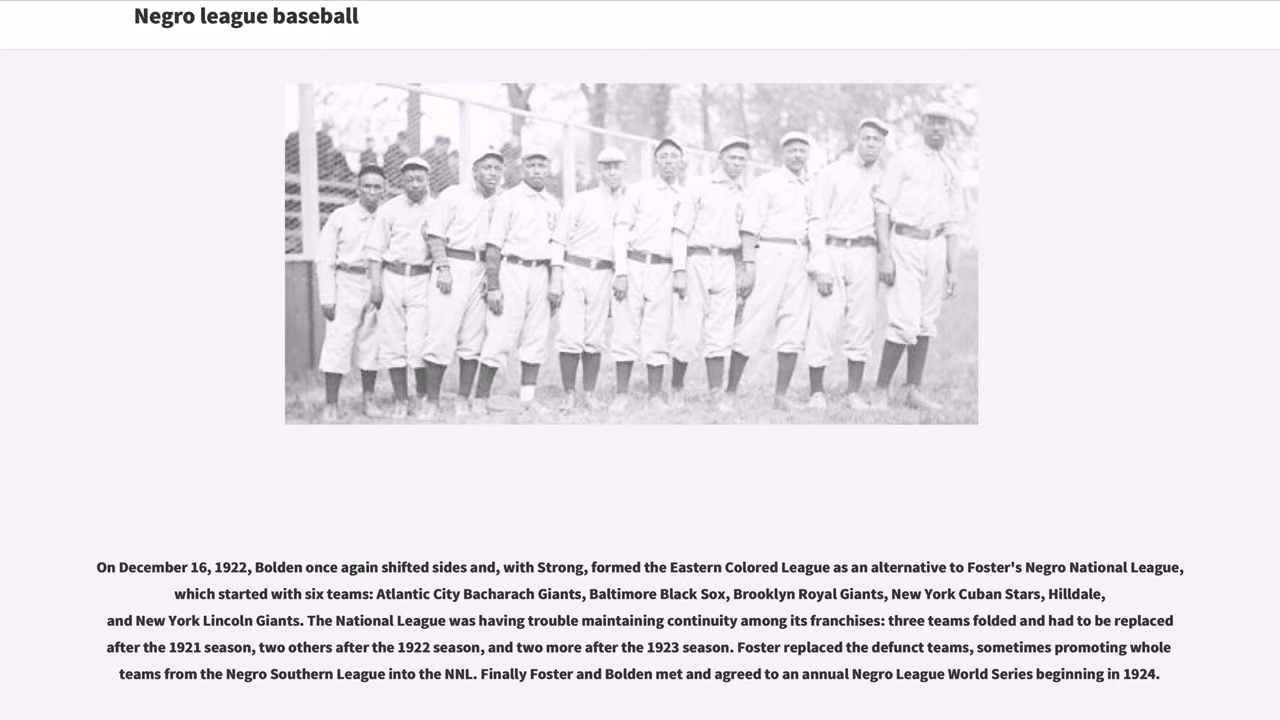 Negro league baseball
On December 16, 1922, Bolden once again shifted sides and, with Strong, formed the Eastern Colored League as an alternative to Foster's Negro National League,
which started with six teams: Atlantic City Bacharach Giants, Baltimore Black Sox, Brooklyn Royal Giants, New York Cuban Stars, Hilldale,
and New York Lincoln Giants. The National League was having trouble maintaining continuity among its franchises: three teams folded and had to be replaced
after the 1921 season, two others after the 1922 season, and two more after the 1923 season. Foster replaced the defunct teams, sometimes promoting whole
teams from the Negro Southern League into the NNL. Finally Foster and Bolden met and agreed to an annual Negro League World Series beginning in 1924.